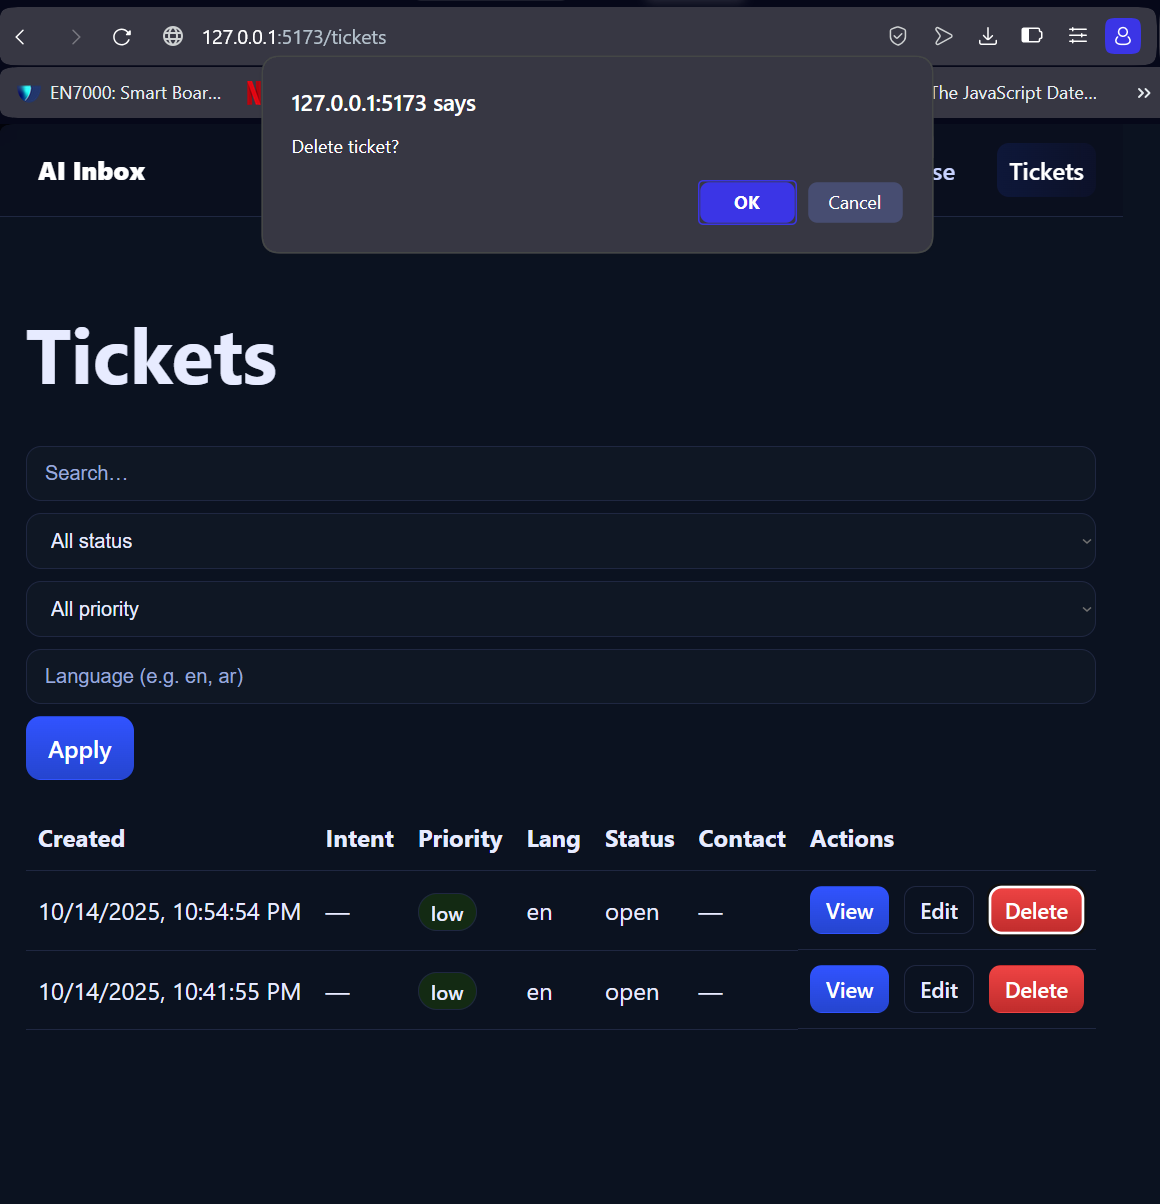 127.0.0.1:5173/tickets
EN7000: Smart Boar...
The JavaScript Date...
127.0.0.1:5173 says
Delete ticket?
OK Cancel
AI Inbox
se
Tickets
Tickets
Search…
All status
All priority
Language (e.g. en, ar)
Apply
Created Intent Priority Lang Status Contact Actions
10/14/2025, 10:54:54 PM — low en open — View Edit Delete
10/14/2025, 10:41:55 PM — low en open — View Edit Delete